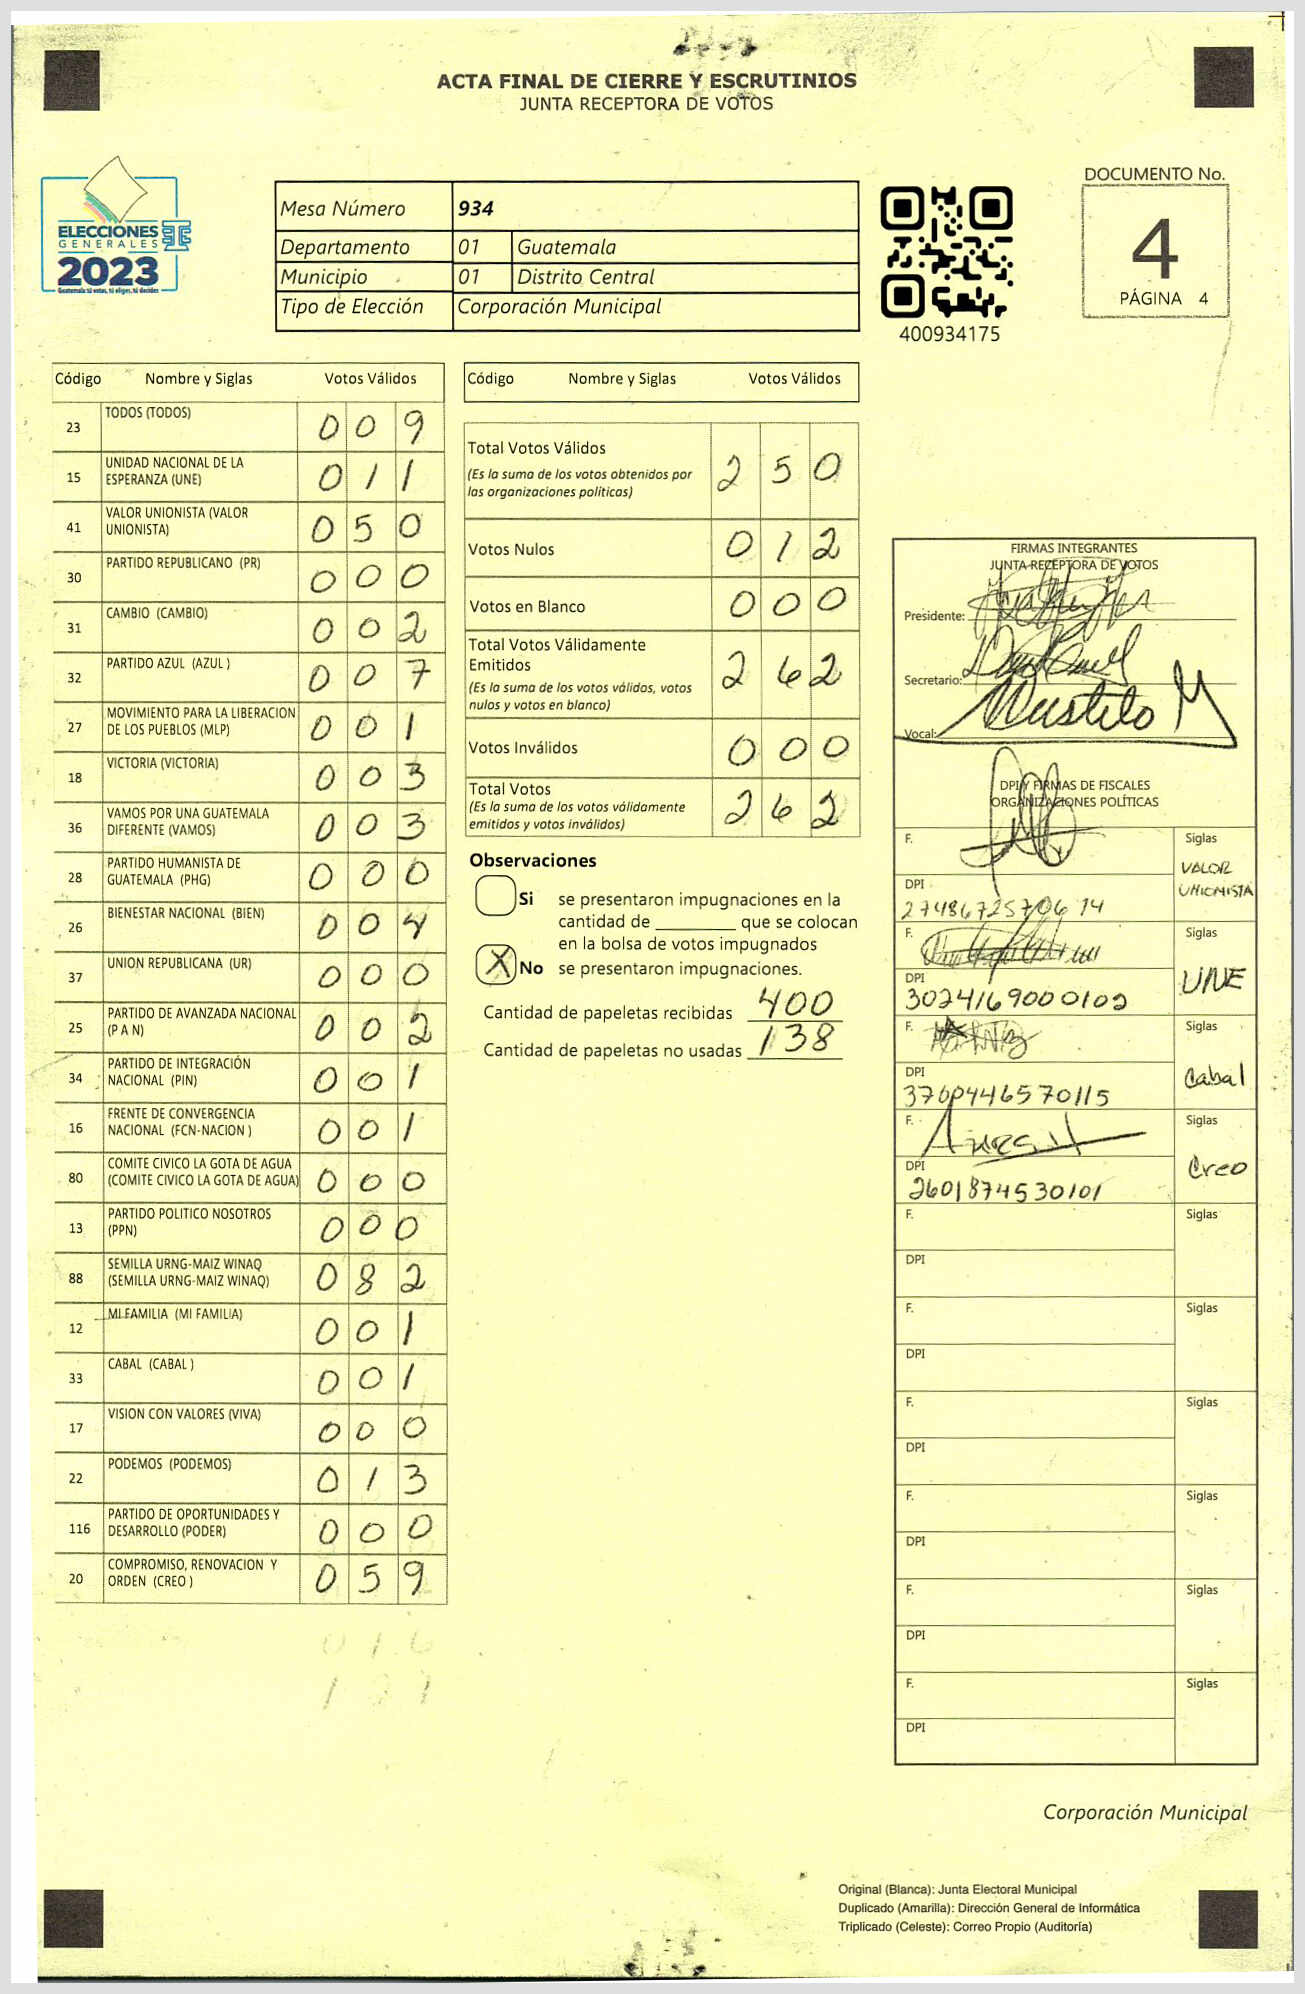 ACTA FINAL DE CIERRE Y ESCRUTINIOS
JUNTA RECEPTORA DE VOTOS
ELECCIONES
GENERALES
2023
Guatemala tú votas, tú eliges, tú decides
Mesa Número 934
Departamento 01 Guatemala
Municipio 01 Distrito Central
Tipo de Elección Corporación Municipal
400934175
DOCUMENTO No.
4
PÁGINA 4
Código Nombre y Siglas Votos Válidos
23 TODOS (TODOS) 0 0 9
15 UNIDAD NACIONAL DE LA
ESPERANZA (UNE) 0 1 1
41 VALOR UNIONISTA (VALOR
UNIONISTA) 0 5 0
30 PARTIDO REPUBLICANO (PR) 0 0 0
31 CAMBIO (CAMBIO) 0 0 2
32 PARTIDO AZUL (AZUL ) 0 0 7
27 MOVIMIENTO PARA LA LIBERACION
DE LOS PUEBLOS (MLP) 0 0 1
18 VICTORIA (VICTORIA) 0 0 3
36 VAMOS POR UNA GUATEMALA
DIFERENTE (VAMOS) 0 0 3
28 PARTIDO HUMANISTA DE
GUATEMALA (PHG) 0 0 0
26 BIENESTAR NACIONAL (BIEN) 0 0 4
37 UNION REPUBLICANA (UR) 0 0 0
25 PARTIDO DE AVANZADA NACIONAL
(P A N) 0 0 2
34 PARTIDO DE INTEGRACIÓN
NACIONAL (PIN) 0 0 1
16 FRENTE DE CONVERGENCIA
NACIONAL (FCN-NACION ) 0 0 1
80 COMITE CIVICO LA GOTA DE AGUA
(COMITE CIVICO LA GOTA DE AGUA) 0 0 0
13 PARTIDO POLITICO NOSOTROS
(PPN) 0 0 0
88 SEMILLA URNG-MAIZ WINAQ
(SEMILLA URNG-MAIZ WINAQ) 0 8 2
12 MI FAMILIA (MI FAMILIA) 0 0 1
33 CABAL (CABAL ) 0 0 1
17 VISION CON VALORES (VIVA) 0 0 0
22 PODEMOS (PODEMOS) 0 1 3
116 PARTIDO DE OPORTUNIDADES Y
DESARROLLO (PODER) 0 0 0
20 COMPROMISO, RENOVACION Y
ORDEN (CREO ) 0 5 9
Código Nombre y Siglas Votos Válidos
Total Votos Válidos 2 5 0
(Es la suma de los votos obtenidos por
las organizaciones políticas)
Votos Nulos 0 1 2
Votos en Blanco 0 0 0
Total Votos Válidamente
Emitidos 2 6 2
(Es la suma de los votos válidos, votos
nulos y votos en blanco)
Votos Inválidos 0 0 0
Total Votos 2 6 2
(Es la suma de los votos válidamente
emitidos y votos inválidos)
Observaciones
Si se presentaron impugnaciones en la
cantidad de ________ que se colocan
en la bolsa de votos impugnados
X No se presentaron impugnaciones.
Cantidad de papeletas recibidas 400
Cantidad de papeletas no usadas 138
FIRMAS INTEGRANTES
JUNTA RECEPTORA DE VOTOS
Presidente:
Secretario:
Vocal:
DPI Y FIRMAS DE FISCALES
ORGANIZACIONES POLÍTICAS
F. Siglas
VALOR
UNIONISTA
DPI
F. Siglas
UNE
DPI
3024169000102
F. Siglas
Cabal
DPI
F. Siglas
Creo
DPI
2601874530101
F. Siglas
DPI
F. Siglas
DPI
F. Siglas
DPI
F. Siglas
DPI
F. Siglas
DPI
F. Siglas
DPI
Corporación Municipal
Original (Blanca): Junta Electoral Municipal
Duplicado (Amarilla): Dirección General de Informática
Triplicado (Celeste): Correo Propio (Auditoría)